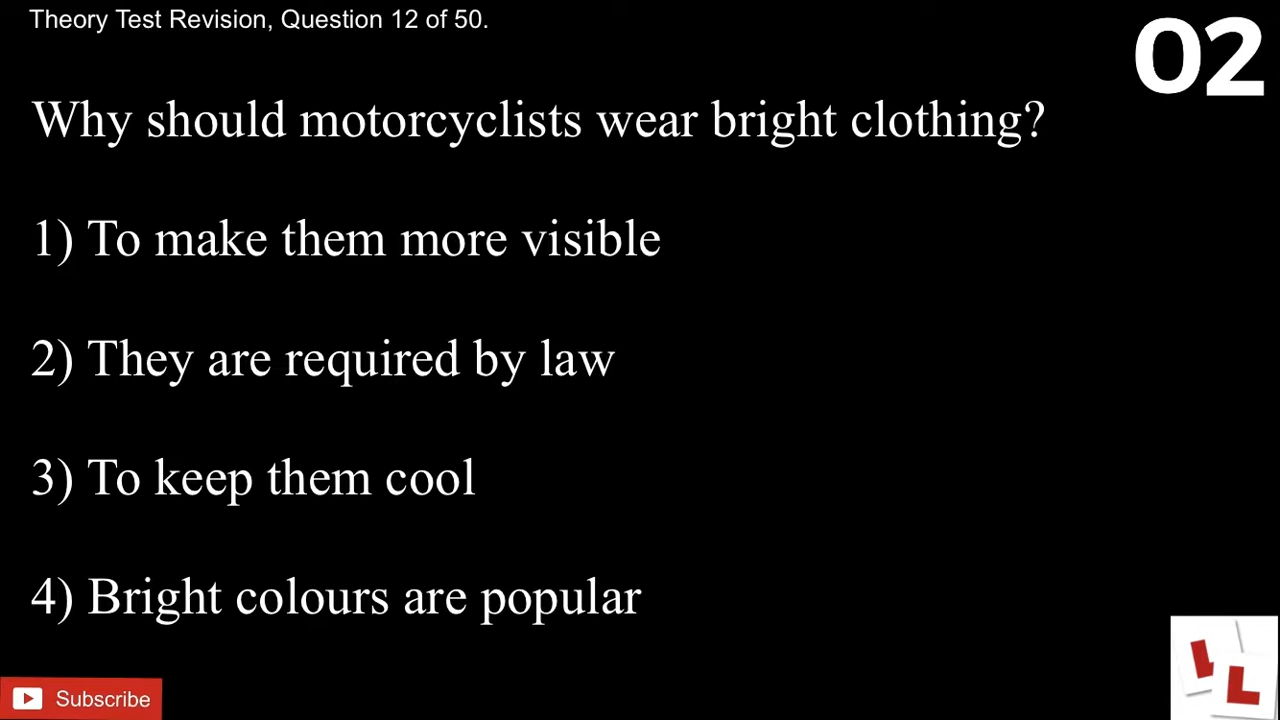 Theory Test Revision, Question 12 of 50.
02
Why should motorcyclists wear bright clothing?
1) To make them more visible
2) They are required by law
3) To keep them cool
4) Bright colours are popular
L L
Subscribe